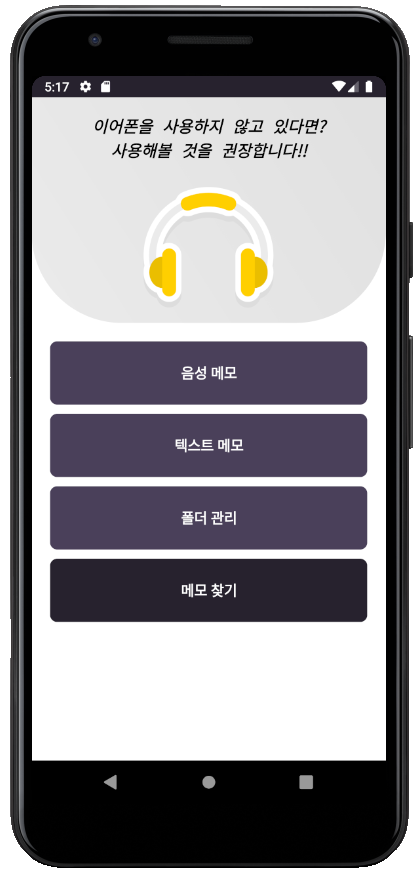 5:17
이어폰을 사용하지 않고 있다면?
사용해볼 것을 권장합니다!!
음성 메모
텍스트 메모
폴더 관리
메모 찾기